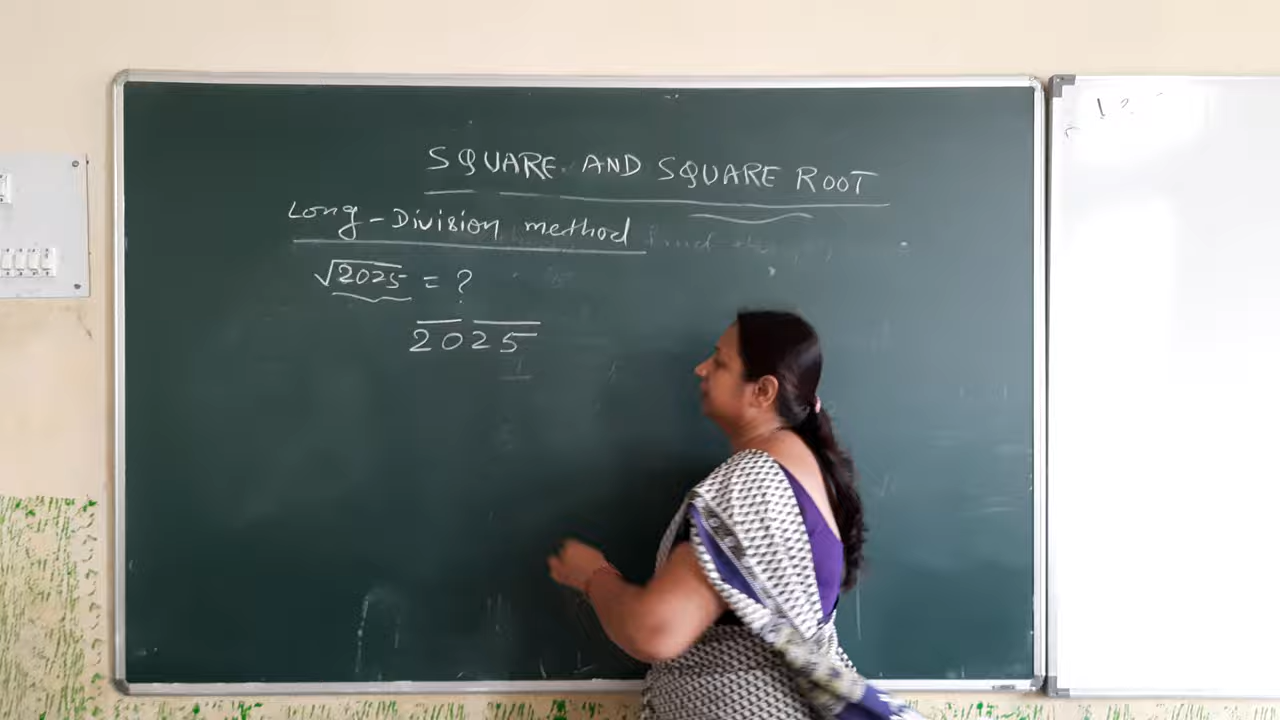 SQUARE AND SQUARE ROOT
Long-Division method
√2025 = ?
2025